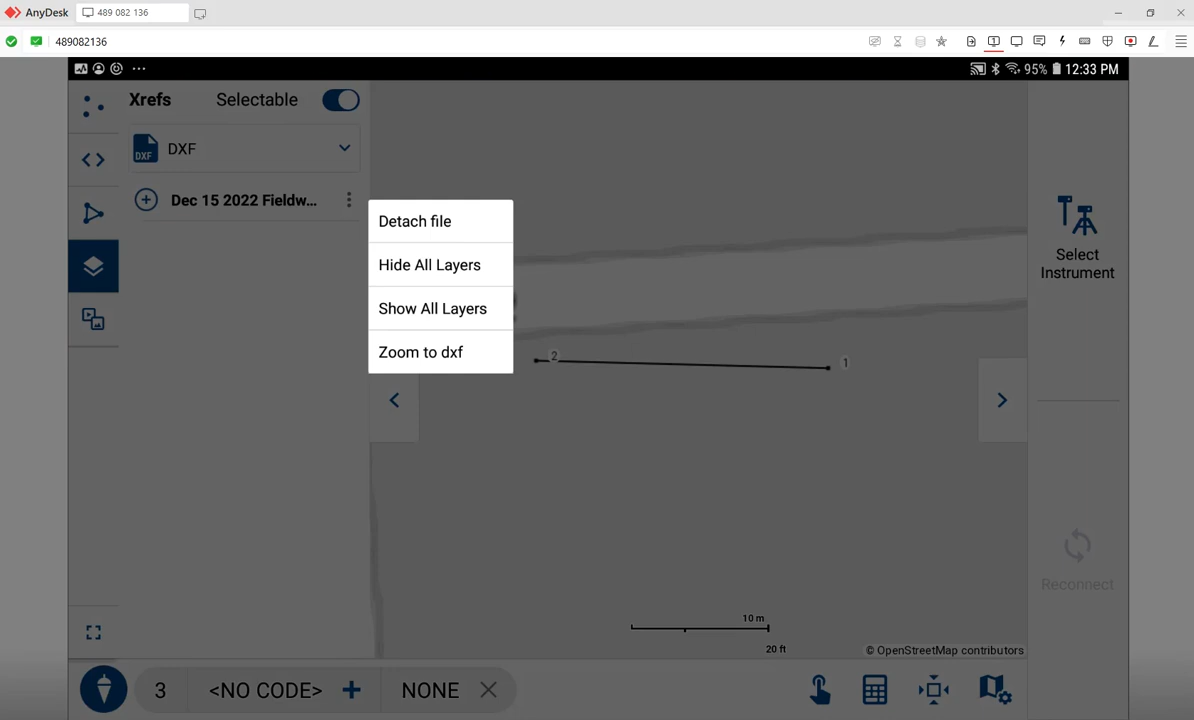 AnyDesk
489 082 136
489082136
95% 12:33 PM
Xrefs Selectable
DXF DXF
Dec 15 2022 Fieldw...
Detach file
Hide All Layers
Show All Layers
Zoom to dxf
2
1
Select
Instrument
Reconnect
10 m
20 ft
© OpenStreetMap contributors
3 <NO CODE> NONE